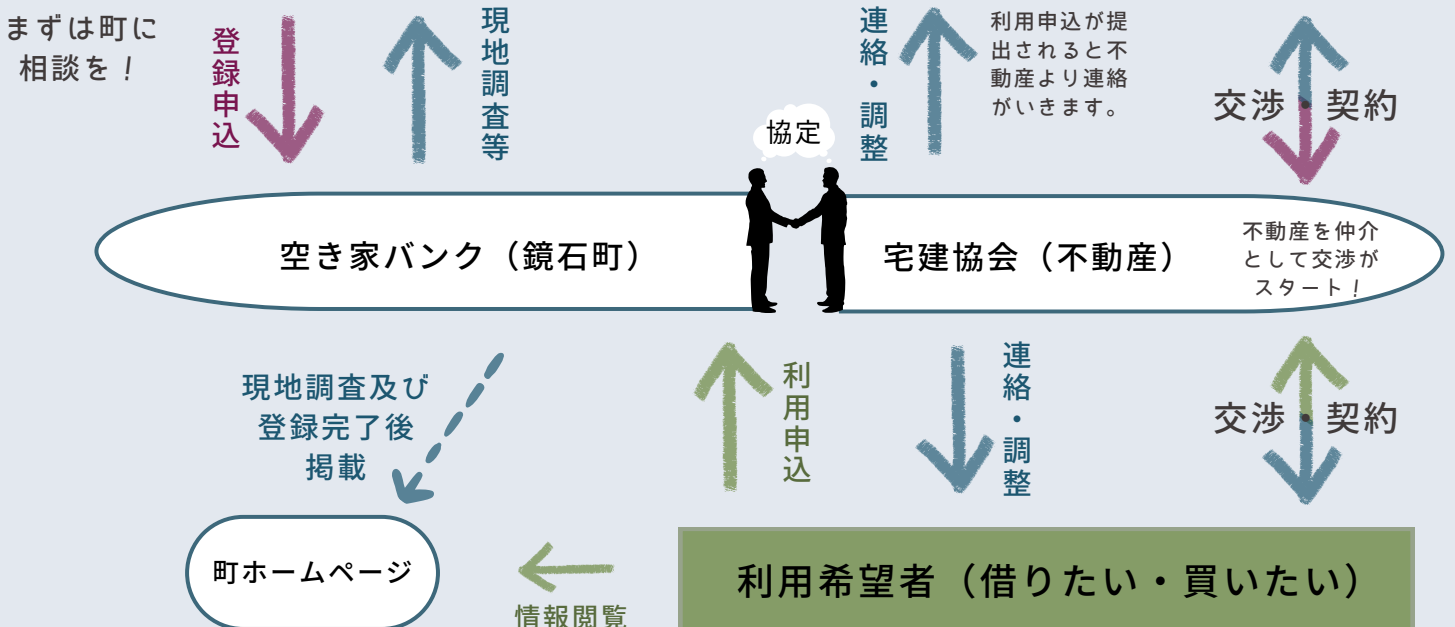 まずは町に
相談を！
登録申込
現地調査等
連絡・調整
利用申込が提
出されると不
動産より連絡
がいきます。
交渉・契約
協定
空き家バンク（鏡石町）
宅建協会（不動産）
不動産を仲介
として交渉が
スタート！
現地調査及び
登録完了後
掲載
利用申込
連絡・調整
交渉・契約
町ホームページ
情報閲覧
利用希望者（借りたい・買いたい）